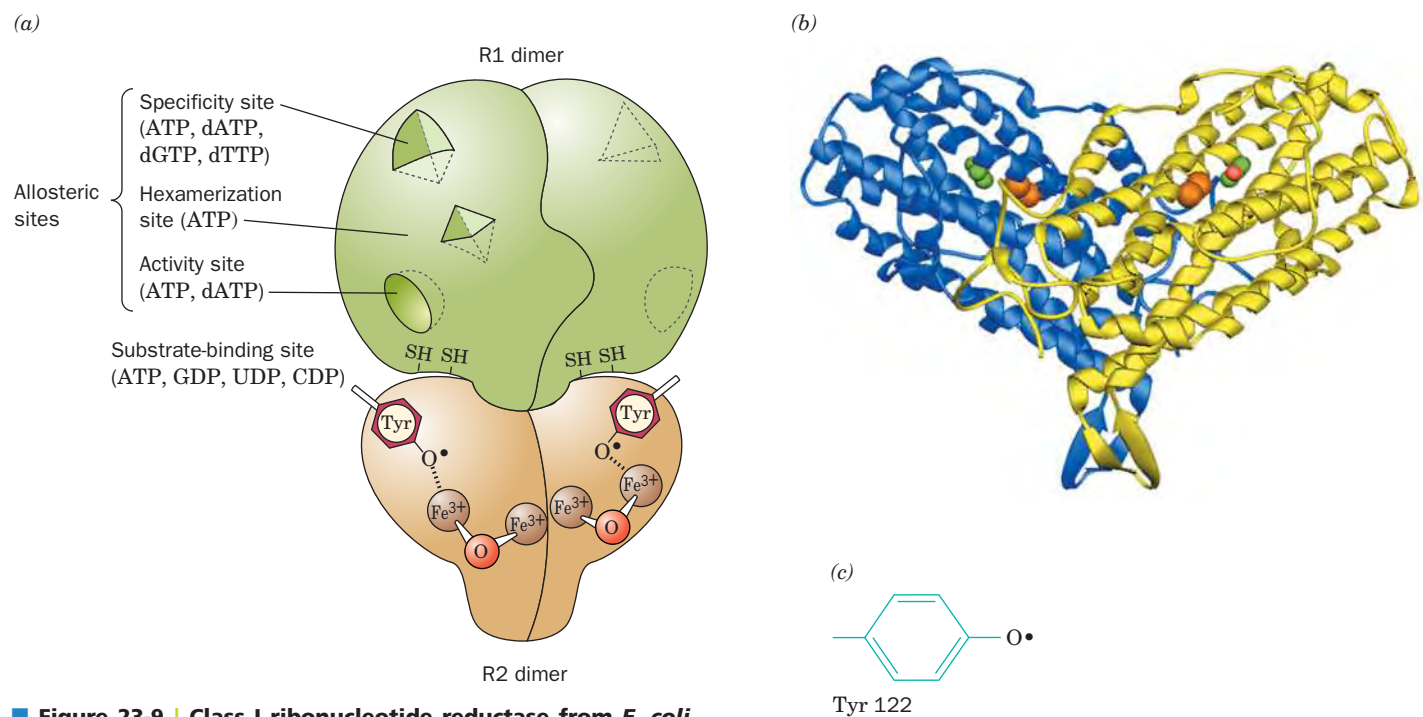 (a)
R1 dimer
Specificity site
(ATP, dATP,
dGTP, dTTP)
Hexamerization
site (ATP)
Allosteric
sites
Activity site
(ATP, dATP)
Substrate-binding site
(ATP, GDP, UDP, CDP)
SH SH
SH SH
Tyr
O•
Fe3+
Fe3+
O
Tyr
O•
Fe3+
Fe3+
O
R2 dimer
(b)
(c)
O•
Tyr 122
Figure 23-9 | Class I ribonucleotide reductase from E. coli